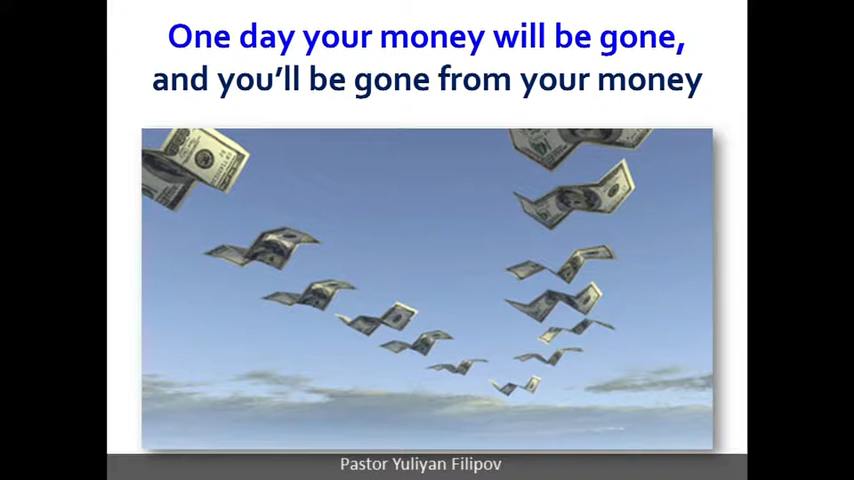 One day your money will be gone,
and you'll be gone from your money
Pastor Yuliyan Filipov